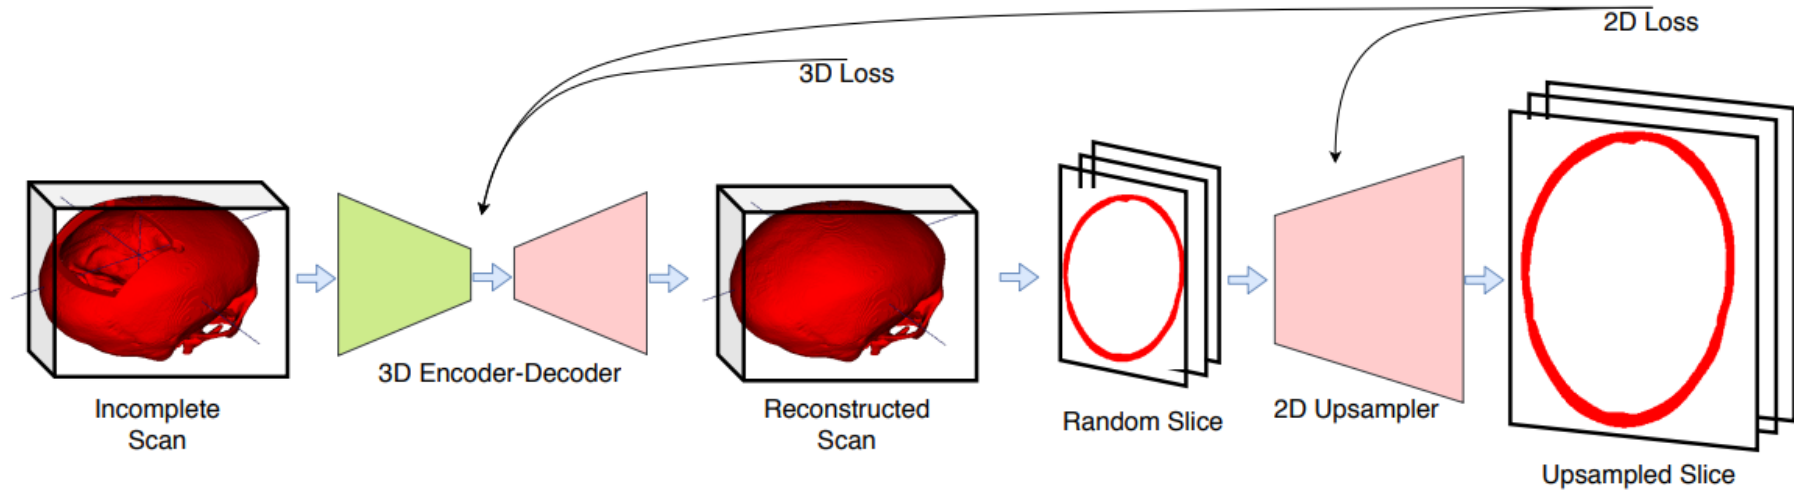 2D Loss
3D Loss
3D Encoder-Decoder
Incomplete
Scan
Reconstructed
Scan
Random Slice
2D Upsampler
Upsampled Slice